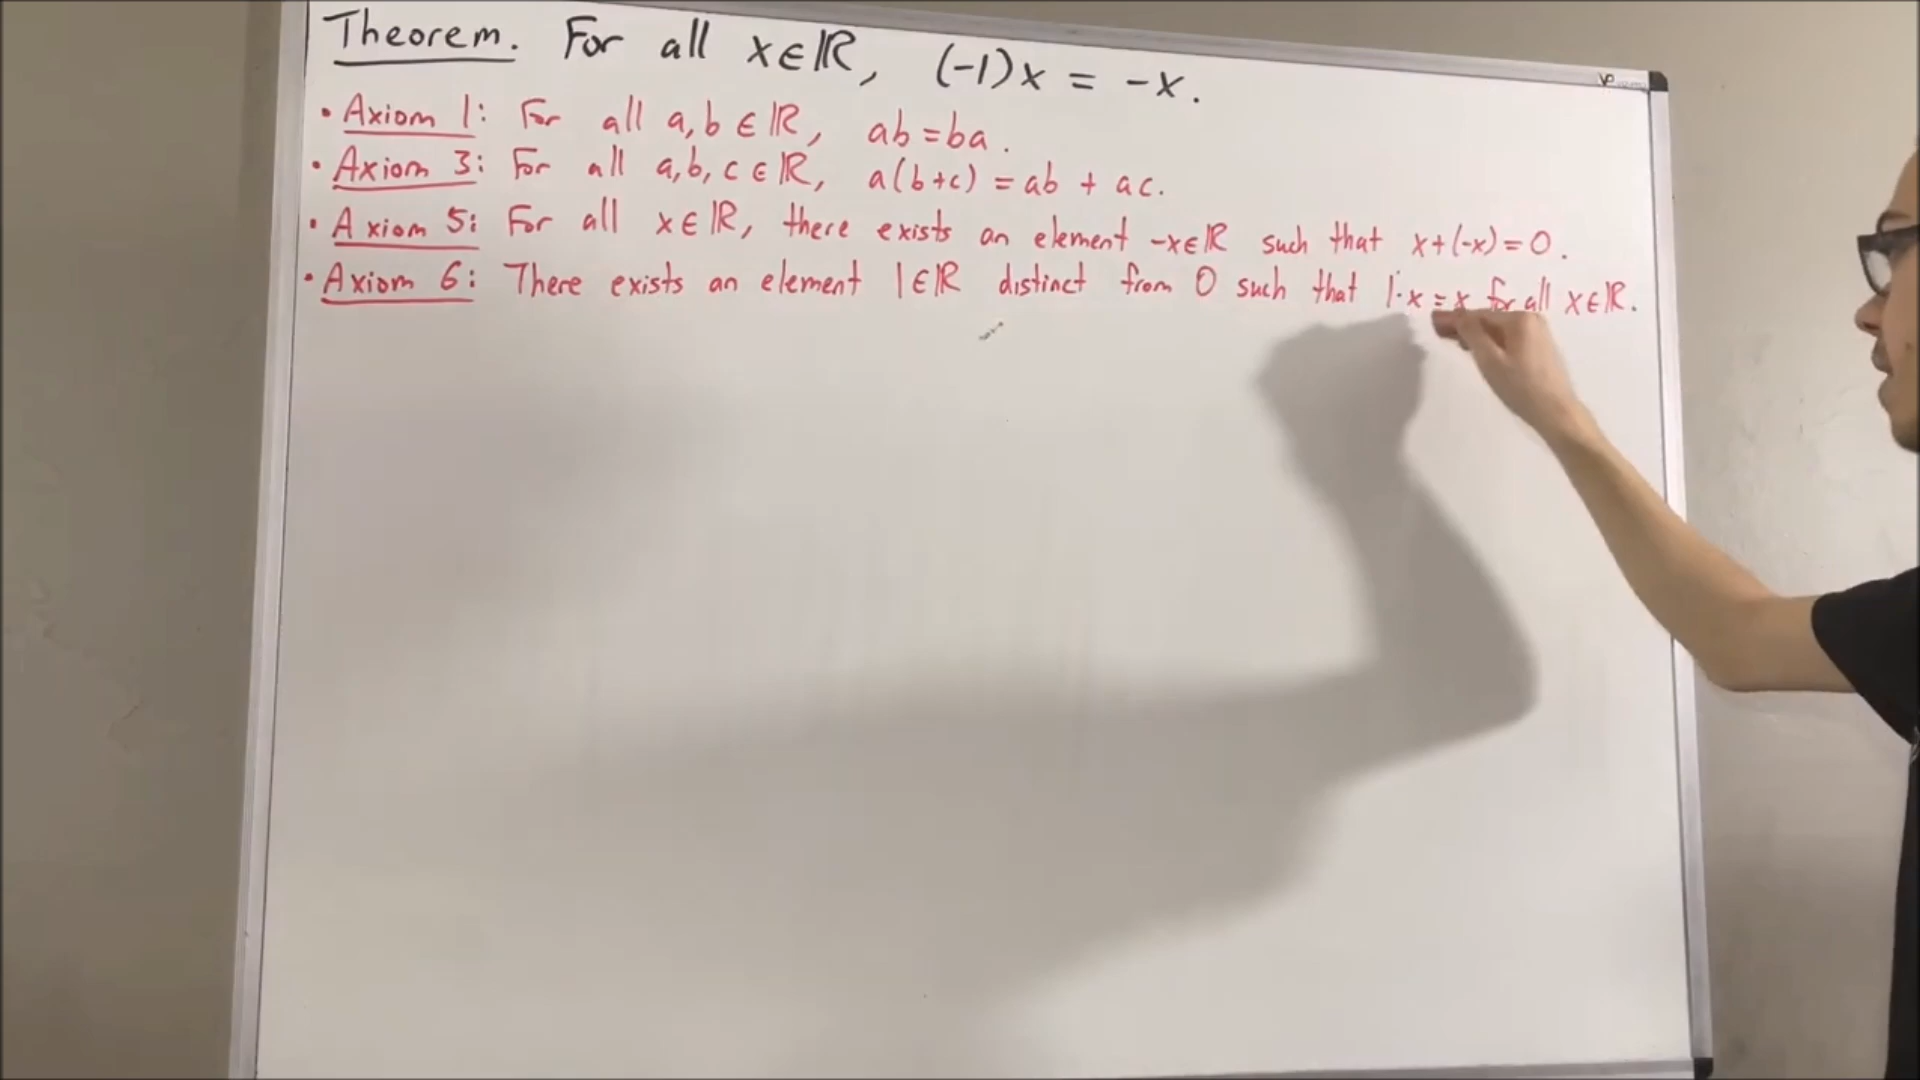 Theorem. For all x∈ℝ, (-1)x = -x.
• Axiom 1: For all a,b ∈ ℝ, ab = ba.
• Axiom 3: For all a,b,c ∈ ℝ, a(b+c) = ab + ac.
• Axiom 5: For all x∈ℝ, there exists an element -x∈ℝ such that x+(-x)=0.
• Axiom 6: There exists an element 1∈ℝ distinct from 0 such that 1·x = x for all x∈ℝ.